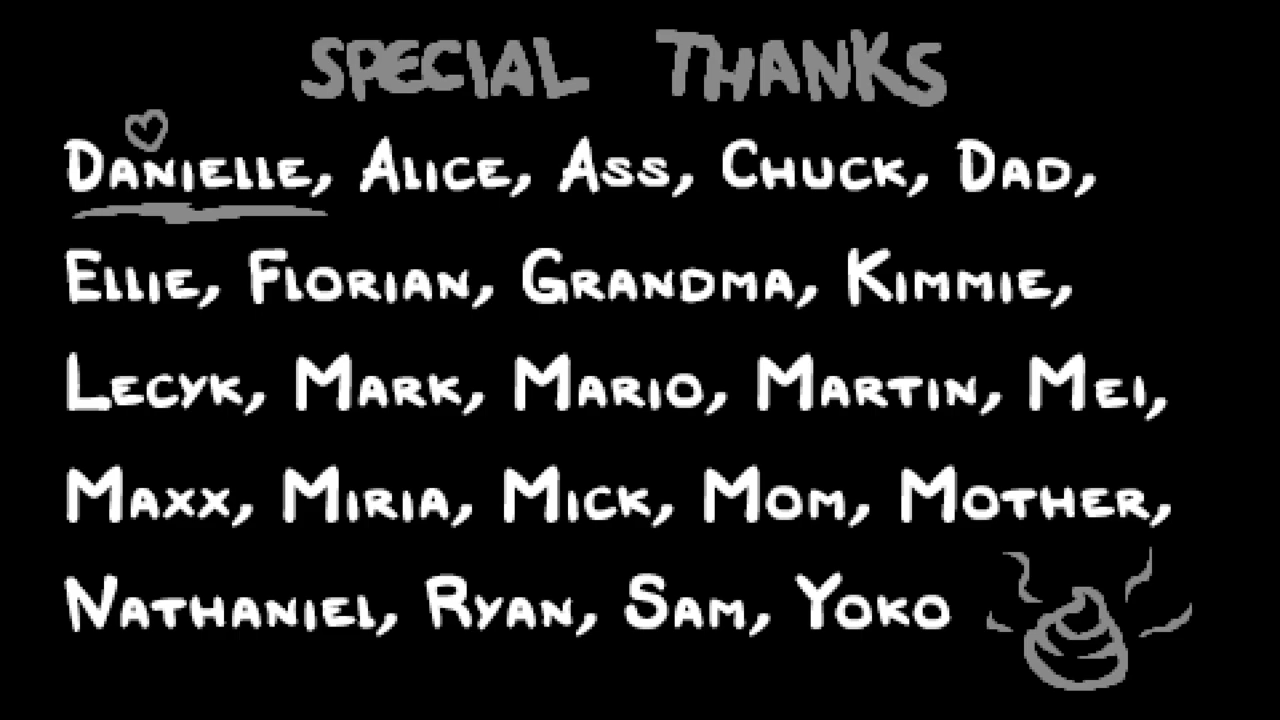 SPECIAL THANKS
DANIELLE, ALICE, ASS, CHUCK, DAD,
ELLIE, FLORIAN, GRANDMA, KIMMIE,
LECYK, MARK, MARIO, MARTIN, MEI,
MAXX, MIRIA, MICK, MOM, MOTHER,
NATHANIEL, RYAN, SAM, YOKO